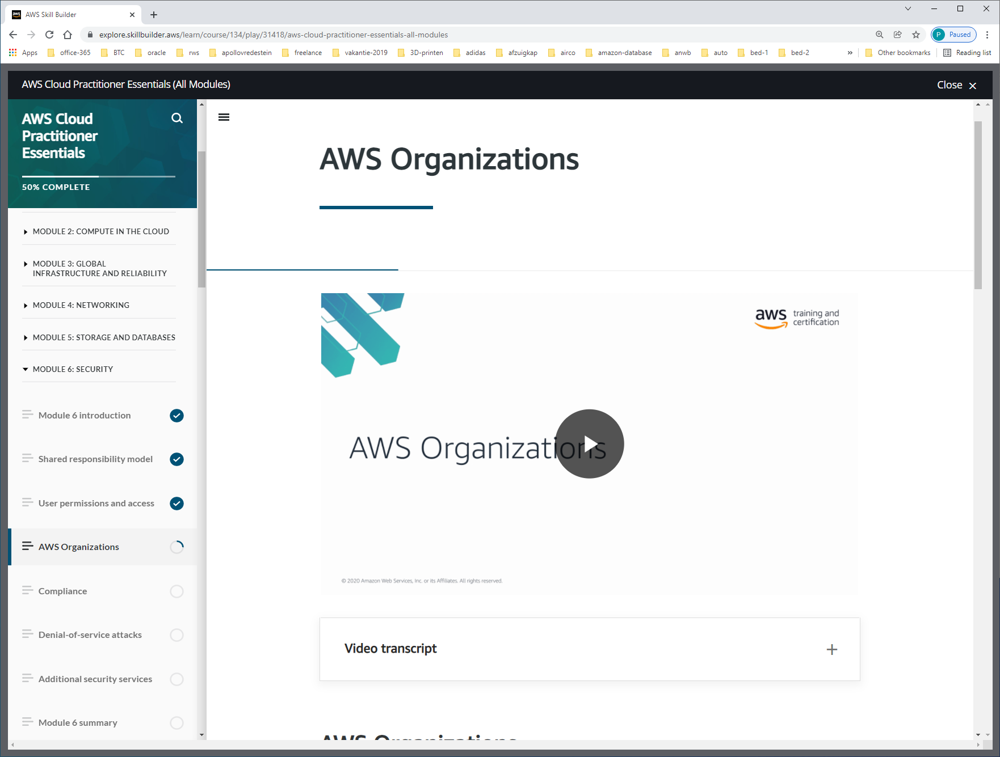 AWS Skill Builder
explore.skillbuilder.aws/learn/course/134/play/31418/aws-cloud-practitioner-essentials-all-modules
P Paused
Apps office-365 BTC oracle rws apollovredestein freelance vakantie-2019 3D-printen adidas afzuigkap airco amazon-database anwb auto bed-1 bed-2 » Other bookmarks Reading list
AWS Cloud Practitioner Essentials (All Modules)
Close
AWS Cloud
Practitioner
Essentials
50% COMPLETE
MODULE 2: COMPUTE IN THE CLOUD
MODULE 3: GLOBAL
INFRASTRUCTURE AND RELIABILITY
MODULE 4: NETWORKING
MODULE 5: STORAGE AND DATABASES
MODULE 6: SECURITY
Module 6 introduction
Shared responsibility model
User permissions and access
AWS Organizations
Compliance
Denial-of-service attacks
Additional security services
Module 6 summary
AWS Organizations
aws training and
certification
AWS Organizations
© 2020 Amazon Web Services, Inc. or its Affiliates. All rights reserved.
Video transcript
AWS Organizations